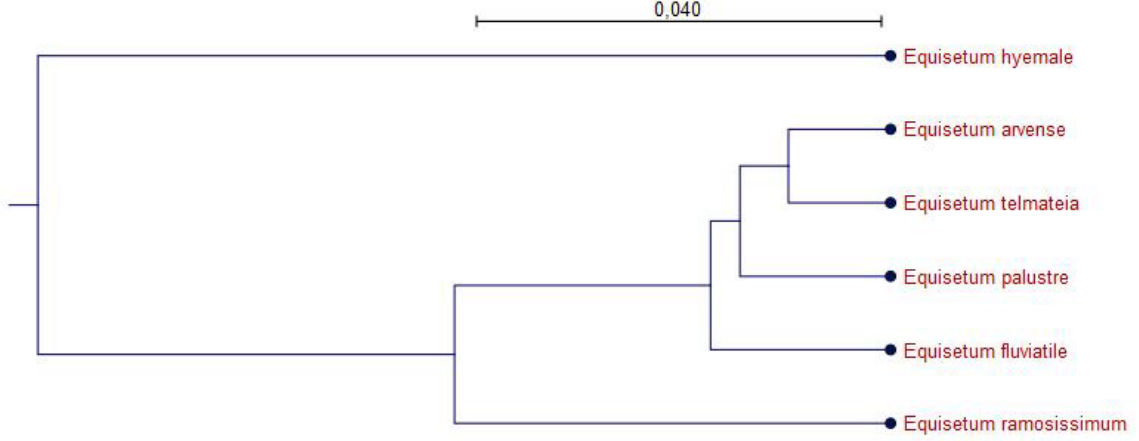 0,040
Equisetum hyemale
Equisetum arvense
Equisetum telmateia
Equisetum palustre
Equisetum fluviatile
Equisetum ramosissimum